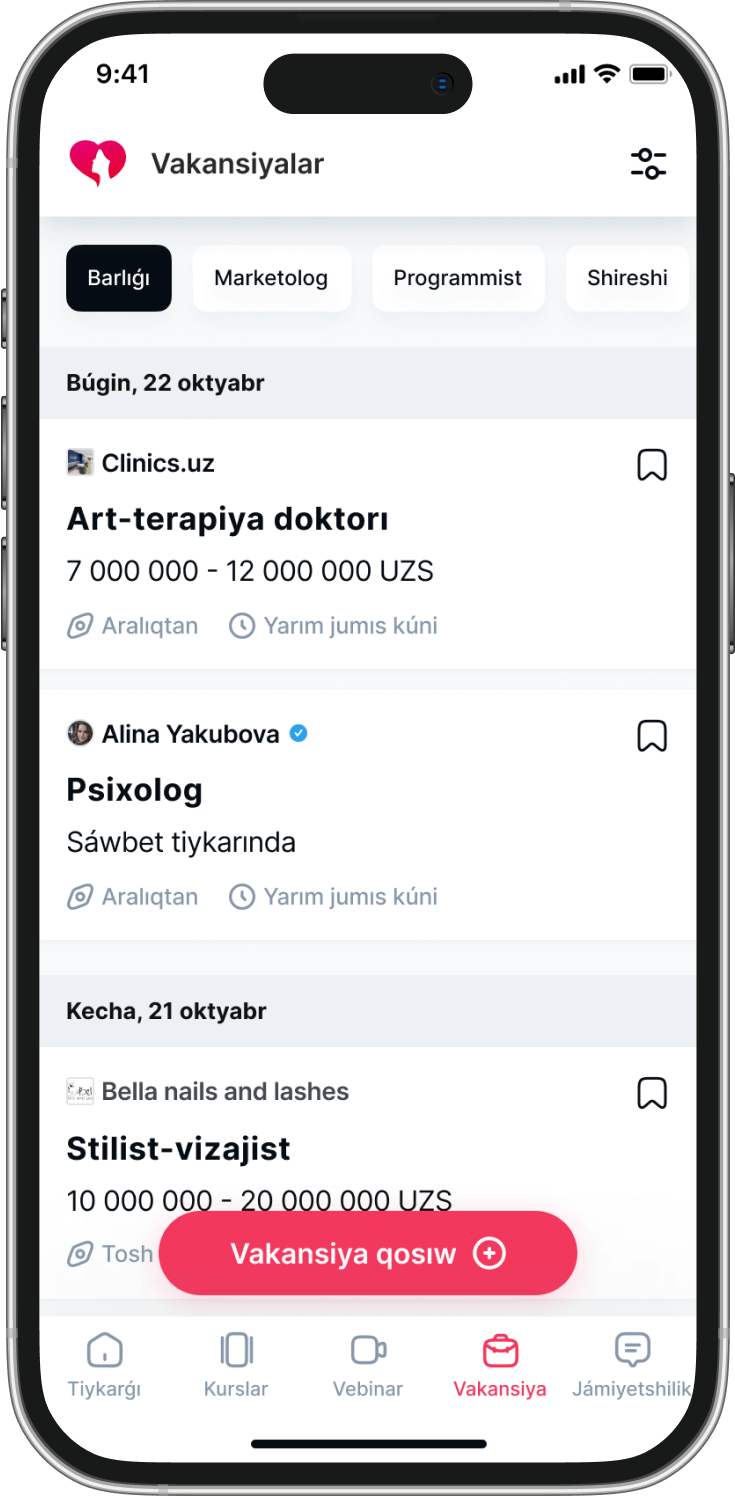 9:41
Vakansiyalar
Barlıǵı Marketolog Programmist Shireshi
Búgin, 22 oktyabr
Clinics.uz
Art-terapiya doktorı
7 000 000 - 12 000 000 UZS
Aralıqtan Yarım jumıs kúni
Alina Yakubova
Psixolog
Sáwbet tiykarında
Aralıqtan Yarım jumıs kúni
Kecha, 21 oktyabr
Bella nails and lashes
Stilist-vizajist
10 000 000 - 20 000 000 UZS
Tosh
Vakansiya qosıw
Tiykarǵı Kurslar Vebinar Vakansiya Jámiyetshilik